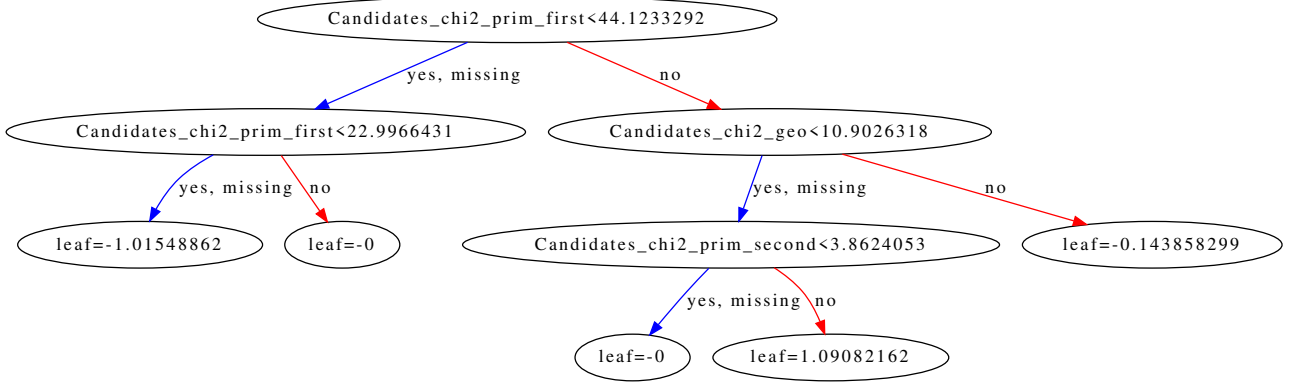 Candidates_chi2_prim_first<44.1233292
yes, missing
no
Candidates_chi2_prim_first<22.9966431
Candidates_chi2_geo<10.9026318
yes, missing
no
yes, missing
no
leaf=-1.01548862
leaf=-0
Candidates_chi2_prim_second<3.8624053
leaf=-0.143858299
yes, missing
no
leaf=-0
leaf=1.09082162